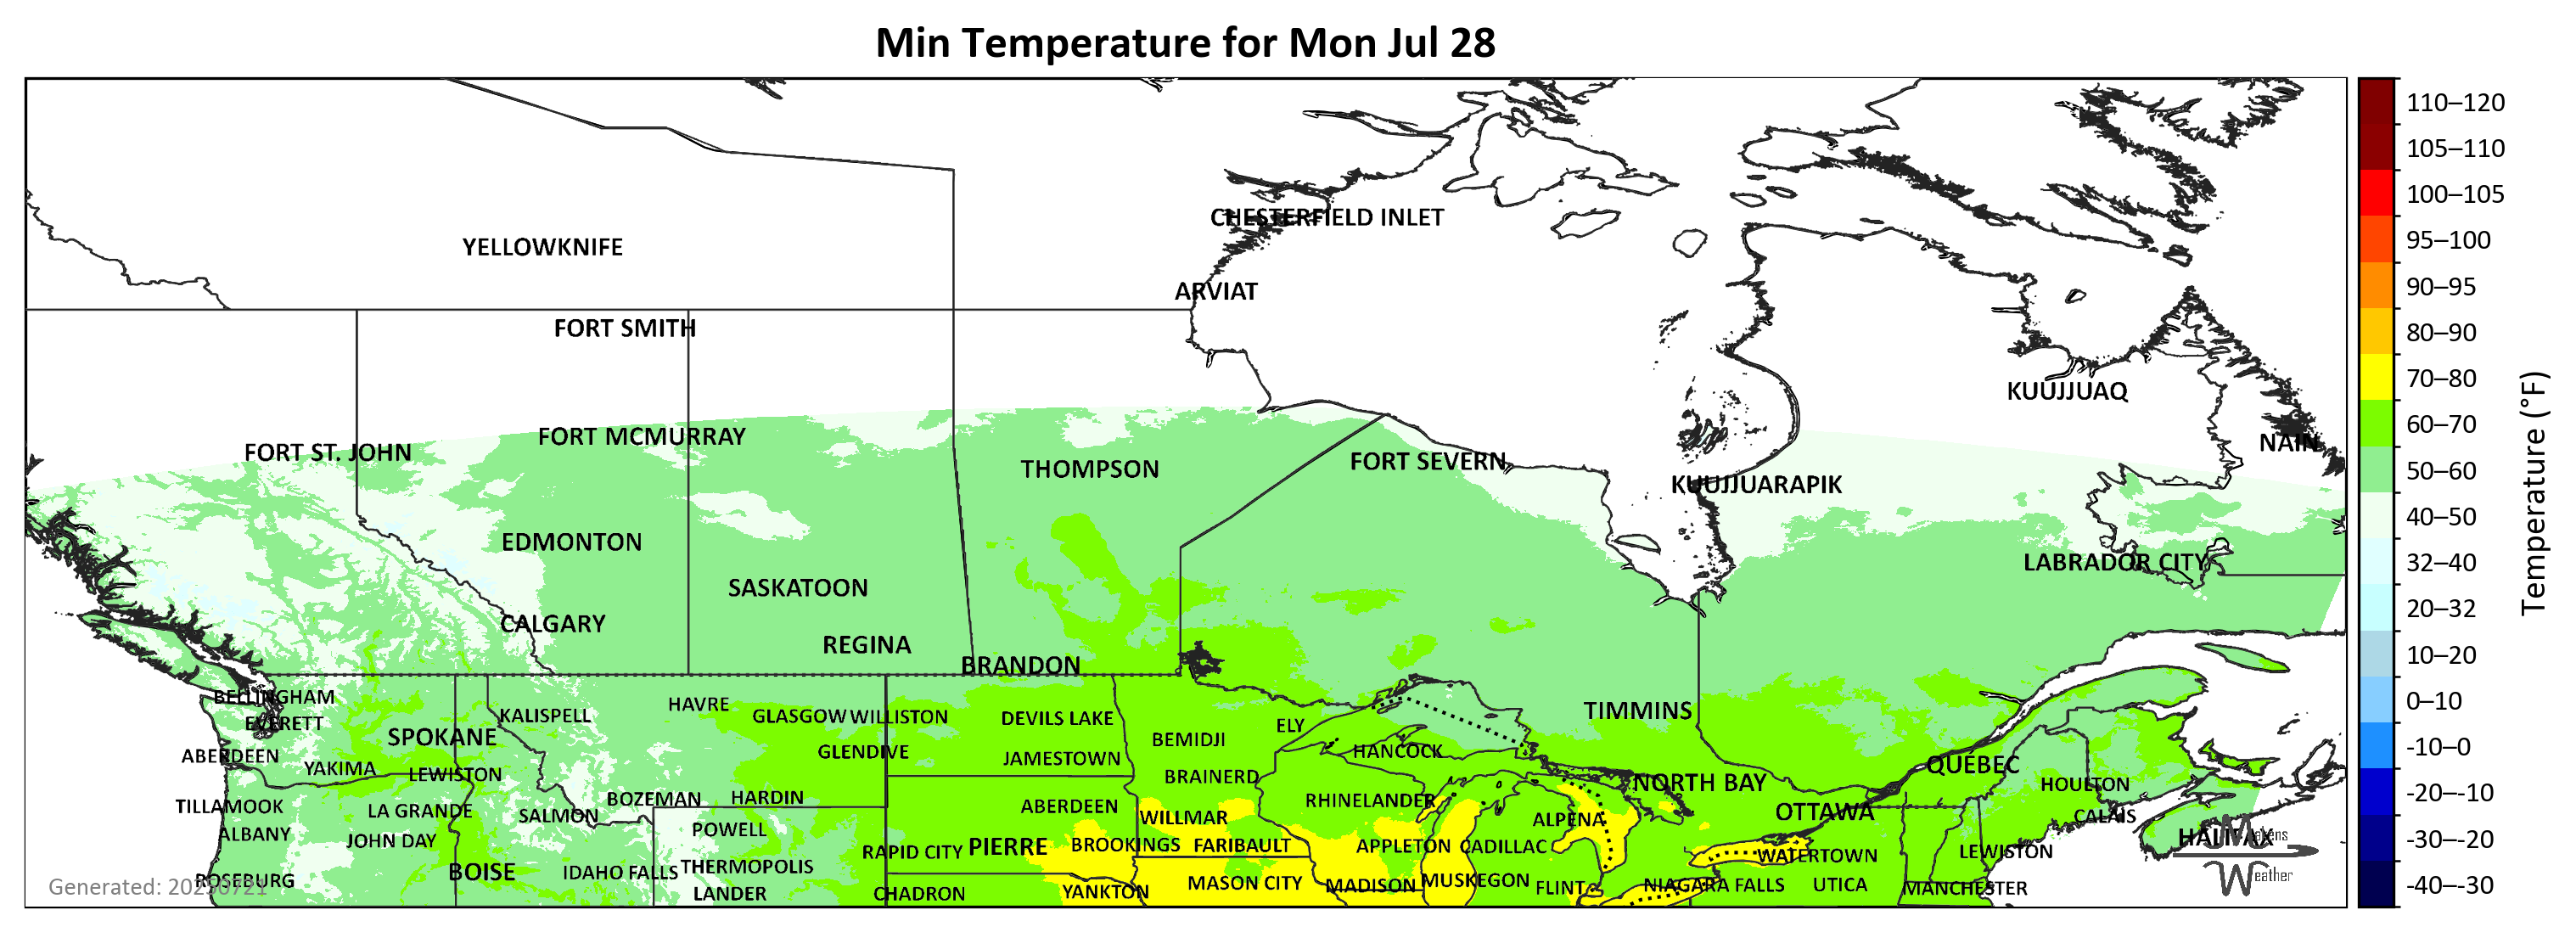 Min Temperature for Mon Jul 28
YELLOWKNIFE
CHESTERFIELD INLET
ARVIAT
FORT SMITH
KUUJJUAQ
FORT MCMURRAY
NAIN
FORT ST. JOHN
FORT SEVERN
THOMPSON
KUUJJUARAPIK
EDMONTON
LABRADOR CITY
SASKATOON
CALGARY
REGINA
BRANDON
BELLINGHAM
HAVRE
TIMMINS
KALISPELL
GLASGOW WILLISTON
DEVILS LAKE
EVERETT
ELY
SPOKANE
BEMIDJI
HANCOCK
GLENDIVE
ABERDEEN
JAMESTOWN
QUEBEC
YAKIMA
LEWISTON
BRAINERD
NORTH BAY
HOULTON
BOZEMAN
HARDIN
RHINELANDER
TILLAMOOK
ABERDEEN
LA GRANDE
OTTAWA
SALMON
WILLMAR
CALAIS
ALPENA
POWELL
ALBANY
HALIFAX
Makens
JOHN DAY
PIERRE
BROOKINGS
FARIBAULT
APPLETON
CADILLAC
RAPID CITY
LEWISTON
WATERTOWN
THERMOPOLIS
BOISE
IDAHO FALLS
Weather
ROSEBURG
MUSKEGON
MASON CITY
MADISON
NIAGARA FALLS
UTICA
Generated: 20250721
FLINT
MANCHESTER
YANKTON
LANDER
CHADRON
110–120
105–110
100–105
95–100
90–95
80–90
70–80
60–70
50–60
40–50
32–40
20–32
10–20
0–10
-10–0
-20–-10
-30–-20
-40–-30
Temperature (°F)